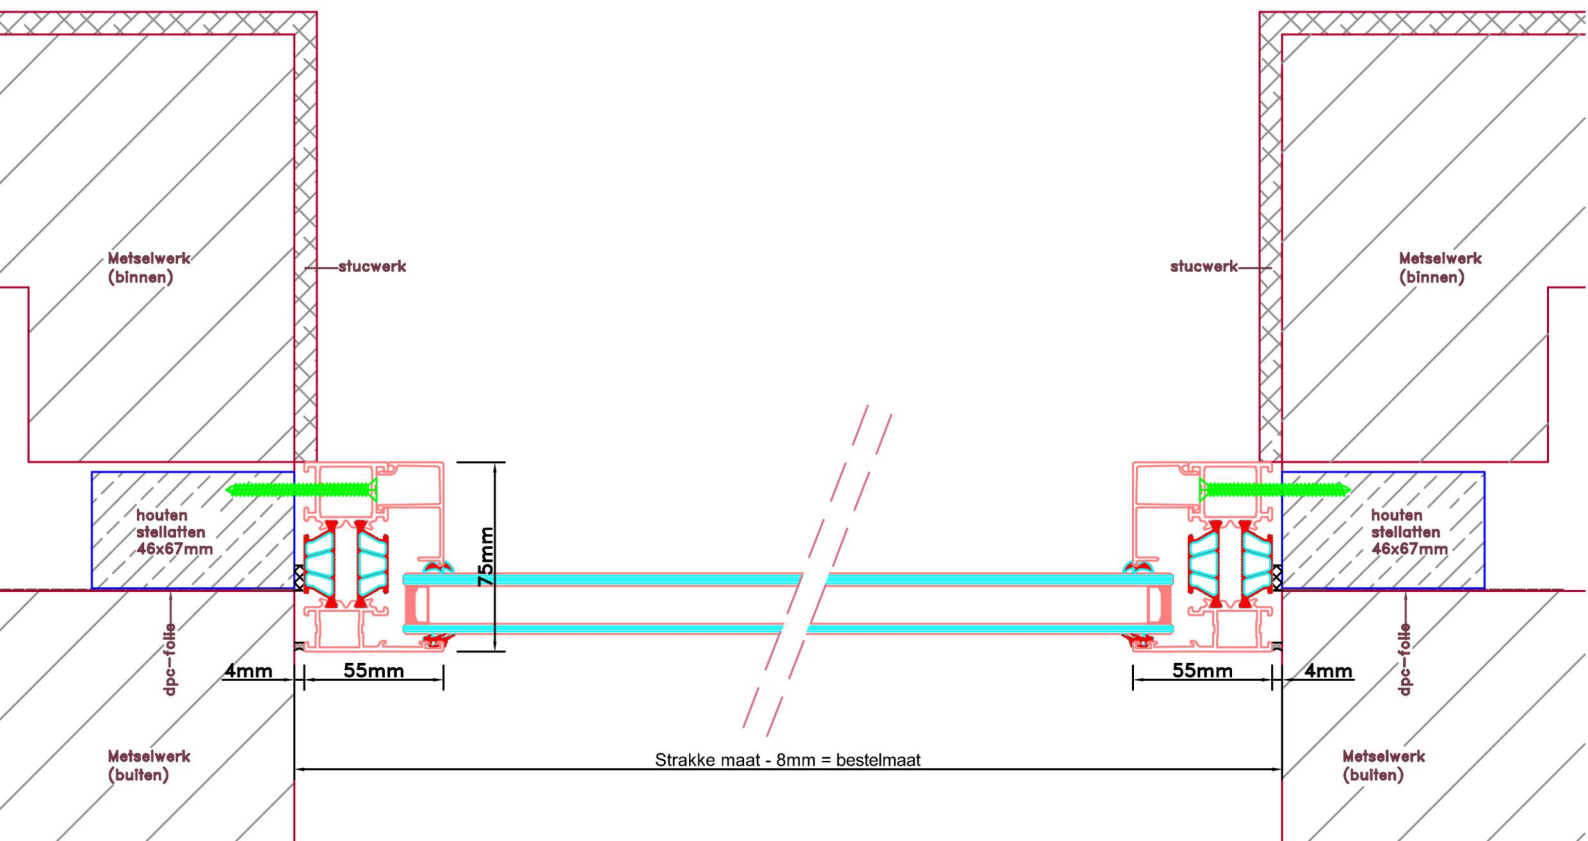 Metselwerk
(binnen)
stucwerk
stucwerk
Metselwerk
(binnen)
houten
stellatten
46x67mm
75mm
houten
stellatten
46x67mm
dpc-folie
4mm
55mm
55mm
4mm
dpc-folie
Metselwerk
(buiten)
Strakke maat - 8mm = bestelmaat
Metselwerk
(buiten)